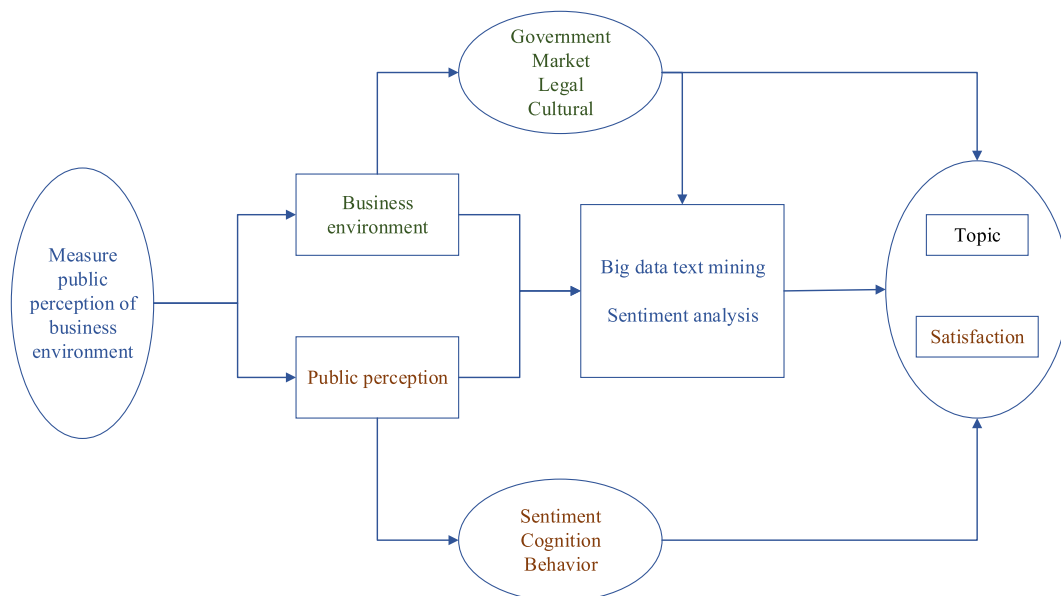 Government
Market
Legal
Cultural
Business
environment
Measure
public
perception of
business
environment
Public perception
Big data text mining
Sentiment analysis
Topic
Satisfaction
Sentiment
Cognition
Behavior